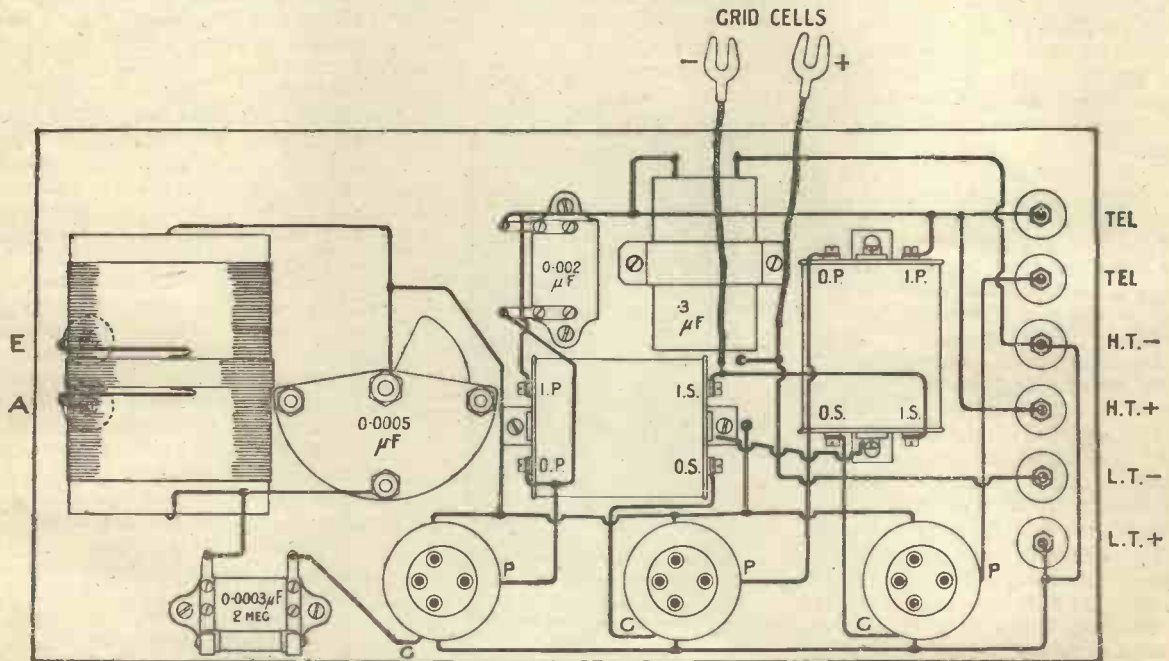 GRID CELLS
- +
TEL
TEL
H.T.-
H.T.+
L.T.-
L.T.+
E
A
0.002
µF
.3
µF
O.P. I.P.
O.S. I.S.
0.0005
µF
I.P. I.S.
O.P. O.S.
P
P
P
0.0003µF
2 MEG
G
G
G